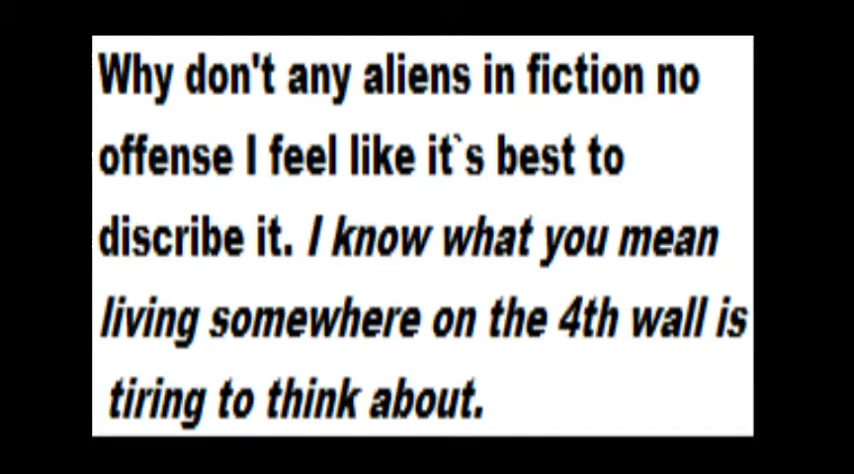 Why don't any aliens in fiction no
offense I feel like it`s best to
discribe it. I know what you mean
living somewhere on the 4th wall is
tiring to think about.